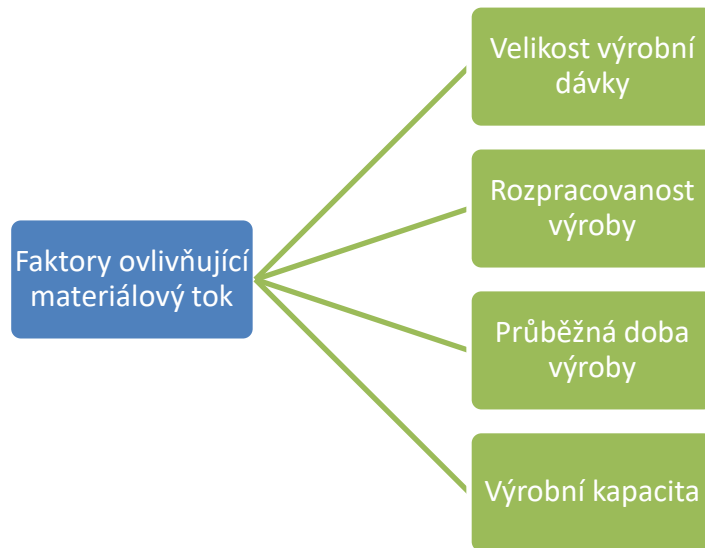 Velikost výrobní
dávky
Rozpracovanost
výroby
Faktory ovlivňující
materiálový tok
Průběžná doba
výroby
Výrobní kapacita